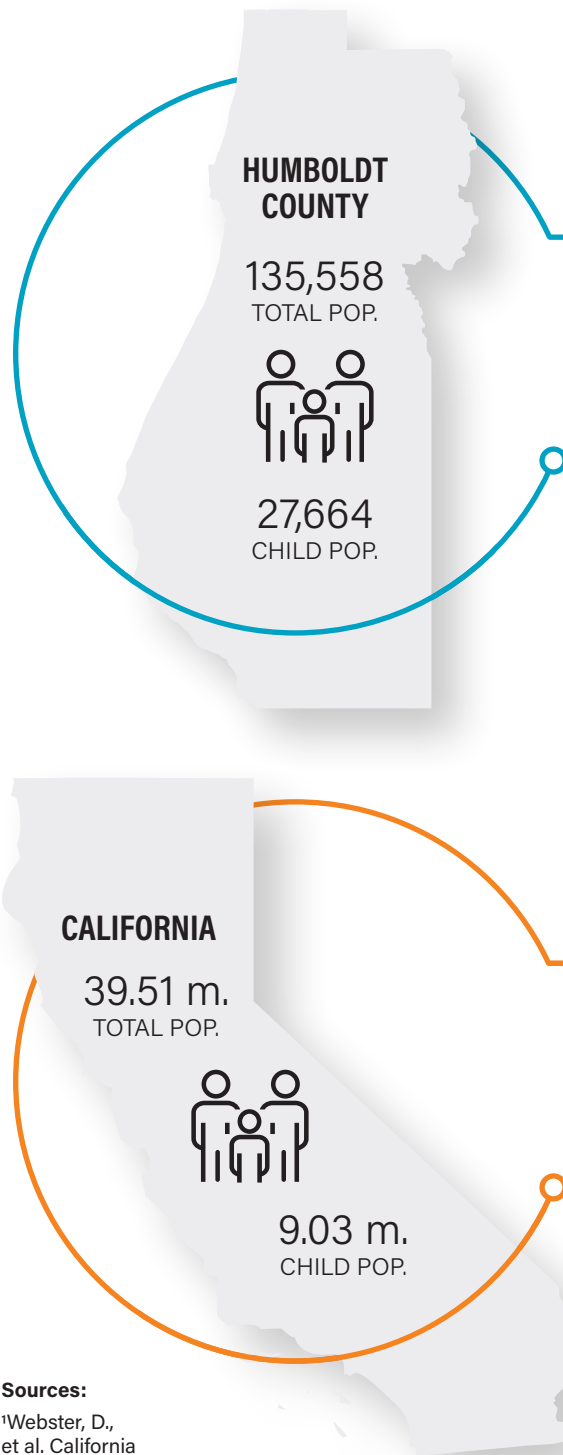 HUMBOLDT
COUNTY
135,558
TOTAL POP.
27,664
CHILD POP.
CALIFORNIA
39.51 m.
TOTAL POP.
9.03 m.
CHILD POP.
Sources:
¹Webster, D.,
et al. California